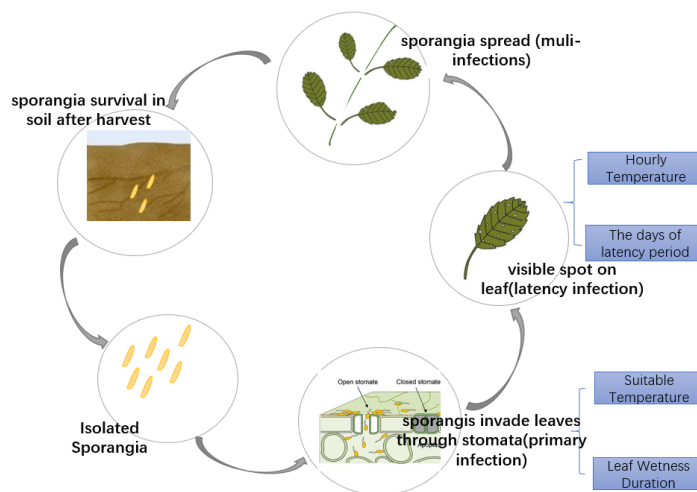 sporangia spread (muli-
infections)
sporangia survival in
soil after harvest
Hourly
Temperature
The days of
latency period
visible spot on
leaf(latency infection)
Suitable
Temperature
Open stomate
Closed stomate
sporangis invade leaves
through stomata(primary
infection)
Isolated
Sporangia
Leaf Wetness
Duration